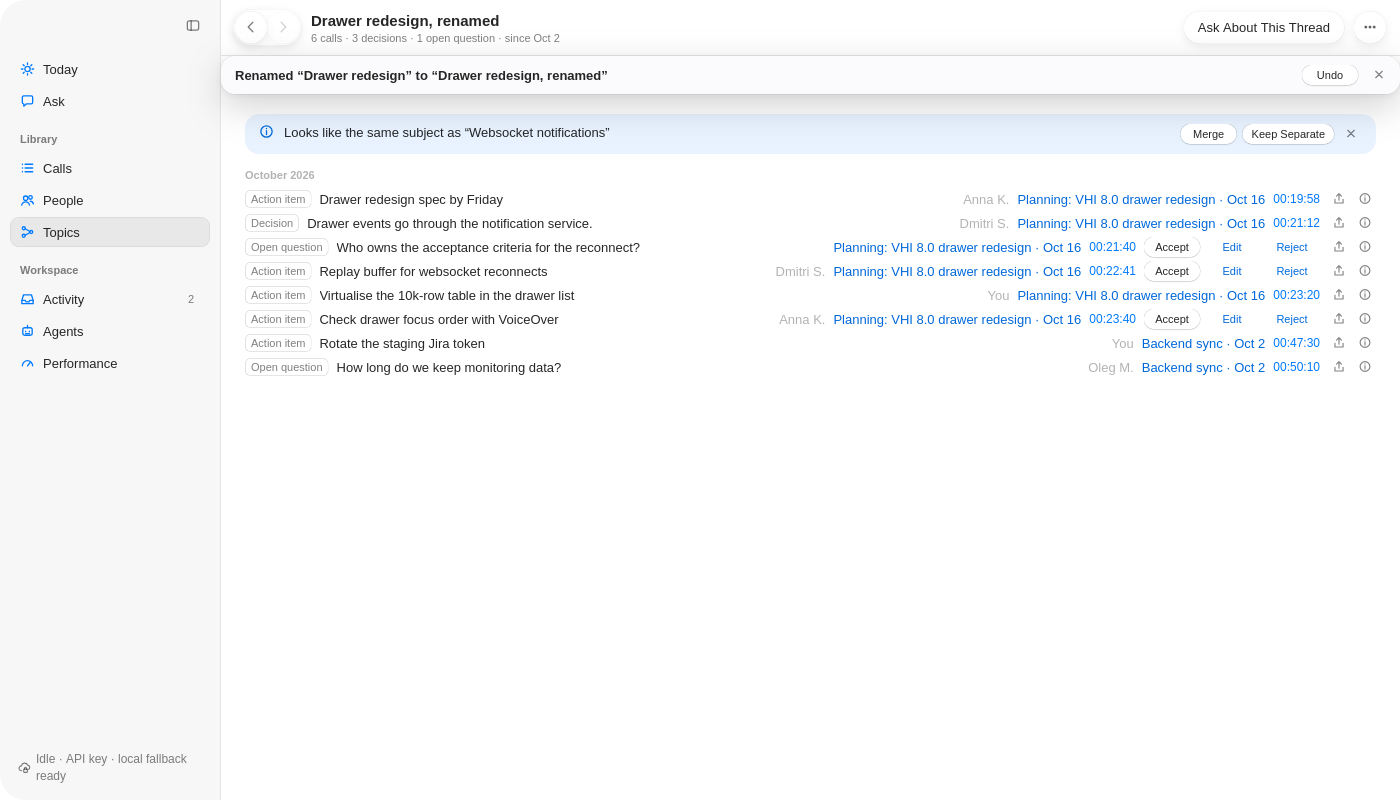 Drawer redesign, renamed
6 calls · 3 decisions · 1 open question · since Oct 2
Ask About This Thread
Today
Ask
Library
Calls
People
Topics
Workspace
Activity 2
Agents
Performance
Idle · API key · local fallback
ready
Renamed “Drawer redesign” to “Drawer redesign, renamed”
Undo
Looks like the same subject as “Websocket notifications”
Merge Keep Separate
October 2026
Action item Drawer redesign spec by Friday Anna K. Planning: VHI 8.0 drawer redesign · Oct 16 00:19:58
Decision Drawer events go through the notification service. Dmitri S. Planning: VHI 8.0 drawer redesign · Oct 16 00:21:12
Open question Who owns the acceptance criteria for the reconnect? Planning: VHI 8.0 drawer redesign · Oct 16 00:21:40 Accept Edit Reject
Action item Replay buffer for websocket reconnects Dmitri S. Planning: VHI 8.0 drawer redesign · Oct 16 00:22:41 Accept Edit Reject
Action item Virtualise the 10k-row table in the drawer list You Planning: VHI 8.0 drawer redesign · Oct 16 00:23:20
Action item Check drawer focus order with VoiceOver Anna K. Planning: VHI 8.0 drawer redesign · Oct 16 00:23:40 Accept Edit Reject
Action item Rotate the staging Jira token You Backend sync · Oct 2 00:47:30
Open question How long do we keep monitoring data? Oleg M. Backend sync · Oct 2 00:50:10